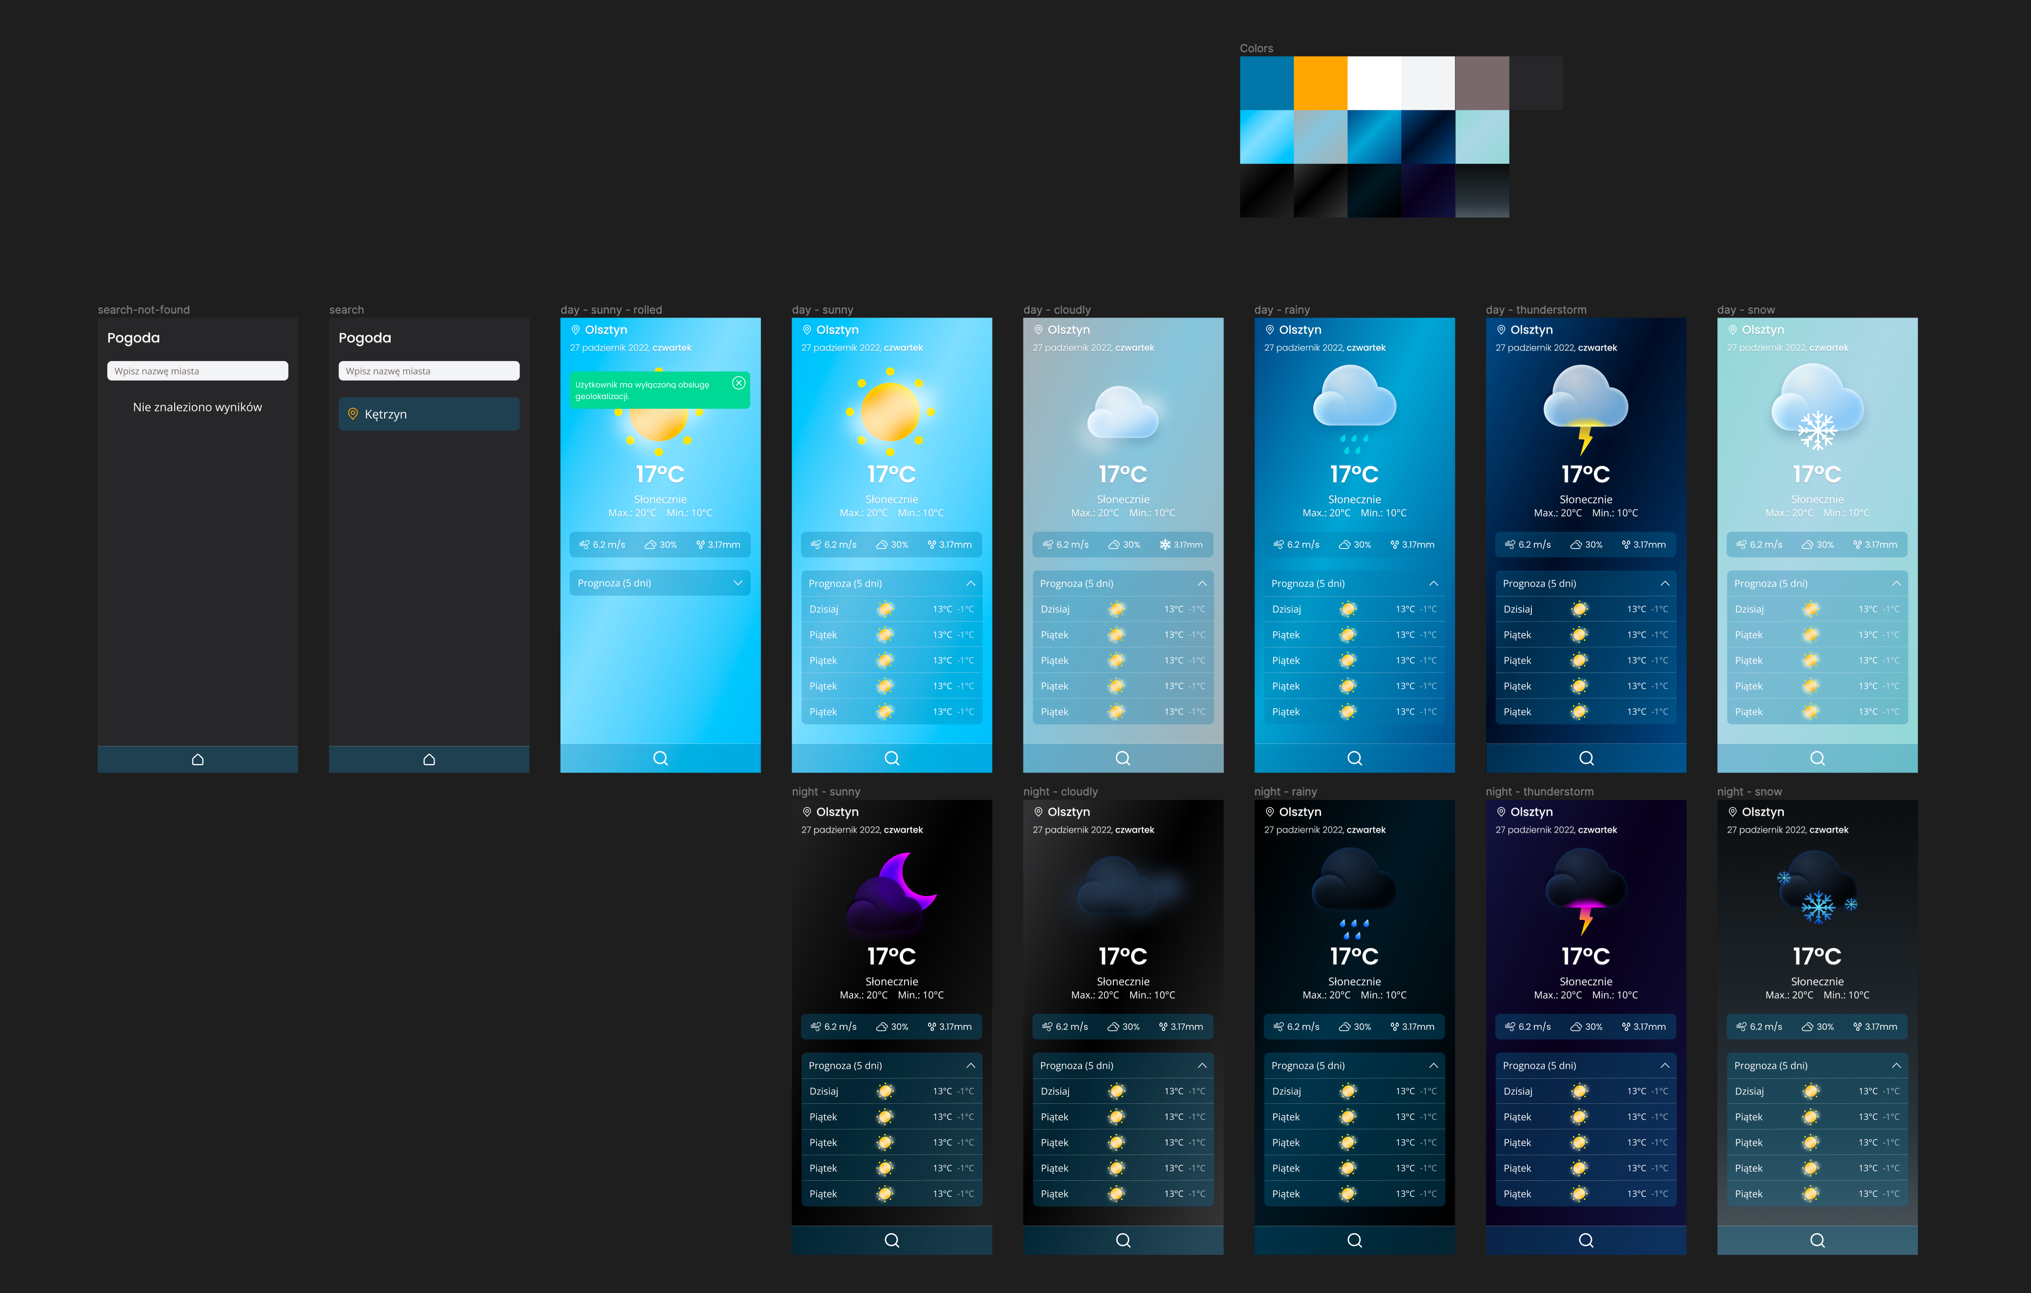 Colors
search-not-found
Pogoda
Wpisz nazwę miasta
Nie znaleziono wyników
search
Pogoda
Wpisz nazwę miasta
Kętrzyn
day - sunny - rolled
Olsztyn
27 padziernik 2022, czwartek
Użytkownik ma wyłączoną obsługę
geolokalizacji.
17°C
Słonecznie
Max.: 20°C Min.: 10°C
6.2 m/s 30% 3.17mm
Prognoza (5 dni)
day - sunny
Olsztyn
27 padziernik 2022, czwartek
17°C
Słonecznie
Max.: 20°C Min.: 10°C
6.2 m/s 30% 3.17mm
Prognoza (5 dni)
Dzisiaj 13°C -1°C
Piątek 13°C -1°C
Piątek 13°C -1°C
Piątek 13°C -1°C
Piątek 13°C -1°C
day - cloudly
Olsztyn
27 padziernik 2022, czwartek
17°C
Słonecznie
Max.: 20°C Min.: 10°C
6.2 m/s 30% 3.17mm
Prognoza (5 dni)
Dzisiaj 13°C -1°C
Piątek 13°C -1°C
Piątek 13°C -1°C
Piątek 13°C -1°C
Piątek 13°C -1°C
day - rainy
Olsztyn
27 padziernik 2022, czwartek
17°C
Słonecznie
Max.: 20°C Min.: 10°C
6.2 m/s 30% 3.17mm
Prognoza (5 dni)
Dzisiaj 13°C -1°C
Piątek 13°C -1°C
Piątek 13°C -1°C
Piątek 13°C -1°C
Piątek 13°C -1°C
day - thunderstorm
Olsztyn
27 padziernik 2022, czwartek
17°C
Słonecznie
Max.: 20°C Min.: 10°C
6.2 m/s 30% 3.17mm
Prognoza (5 dni)
Dzisiaj 13°C -1°C
Piątek 13°C -1°C
Piątek 13°C -1°C
Piątek 13°C -1°C
Piątek 13°C -1°C
day - snow
Olsztyn
27 padziernik 2022, czwartek
17°C
Słonecznie
Max.: 20°C Min.: 10°C
6.2 m/s 30% 3.17mm
Prognoza (5 dni)
Dzisiaj 13°C -1°C
Piątek 13°C -1°C
Piątek 13°C -1°C
Piątek 13°C -1°C
Piątek 13°C -1°C
night - sunny
Olsztyn
27 padziernik 2022, czwartek
17°C
Słonecznie
Max.: 20°C Min.: 10°C
6.2 m/s 30% 3.17mm
Prognoza (5 dni)
Dzisiaj 13°C -1°C
Piątek 13°C -1°C
Piątek 13°C -1°C
Piątek 13°C -1°C
Piątek 13°C -1°C
night - cloudly
Olsztyn
27 padziernik 2022, czwartek
17°C
Słonecznie
Max.: 20°C Min.: 10°C
6.2 m/s 30% 3.17mm
Prognoza (5 dni)
Dzisiaj 13°C -1°C
Piątek 13°C -1°C
Piątek 13°C -1°C
Piątek 13°C -1°C
Piątek 13°C -1°C
night - rainy
Olsztyn
27 padziernik 2022, czwartek
17°C
Słonecznie
Max.: 20°C Min.: 10°C
6.2 m/s 30% 3.17mm
Prognoza (5 dni)
Dzisiaj 13°C -1°C
Piątek 13°C -1°C
Piątek 13°C -1°C
Piątek 13°C -1°C
Piątek 13°C -1°C
night - thunderstorm
Olsztyn
27 padziernik 2022, czwartek
17°C
Słonecznie
Max.: 20°C Min.: 10°C
6.2 m/s 30% 3.17mm
Prognoza (5 dni)
Dzisiaj 13°C -1°C
Piątek 13°C -1°C
Piątek 13°C -1°C
Piątek 13°C -1°C
Piątek 13°C -1°C
night - snow
Olsztyn
27 padziernik 2022, czwartek
17°C
Słonecznie
Max.: 20°C Min.: 10°C
6.2 m/s 30% 3.17mm
Prognoza (5 dni)
Dzisiaj 13°C -1°C
Piątek 13°C -1°C
Piątek 13°C -1°C
Piątek 13°C -1°C
Piątek 13°C -1°C